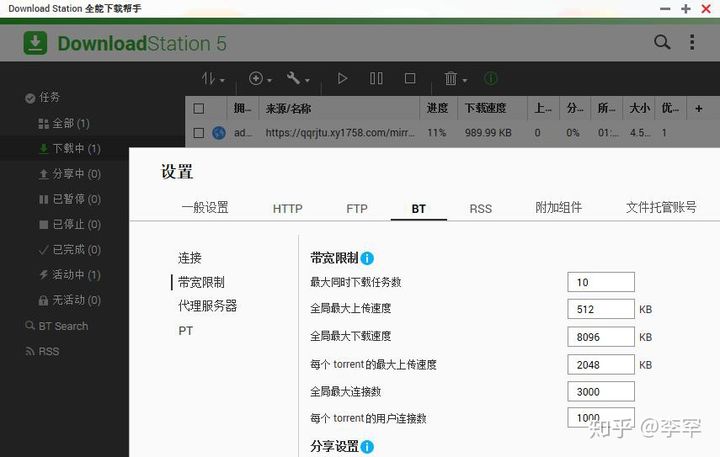 Download Station 全能下载帮手
DownloadStation 5
任务
全部 (1)
下载中 (1)
分享中 (0)
已暂停 (0)
已停止 (0)
已完成 (0)
活动中 (1)
无活动 (0)
BT Search
RSS
拥... 来源/名称 进度 下载速度 上... 分... 所... 大小 优... +
ad... https://qqrjtu.xy1758.com/mirr... 11% 989.99 KB 0 0% 01:... 4.5... 1
设置
一般设置 HTTP FTP BT RSS 附加组件 文件托管账号
连接
带宽限制
代理服务器
PT
带宽限制
最大同时下载任务数 10
全局最大上传速度 512 KB
全局最大下载速度 8096 KB
每个 torrent 的最大上传速度 2048 KB
全局最大连接数 3000
每个 torrent 的用户连接数 1000
分享设置
知乎 @李罕